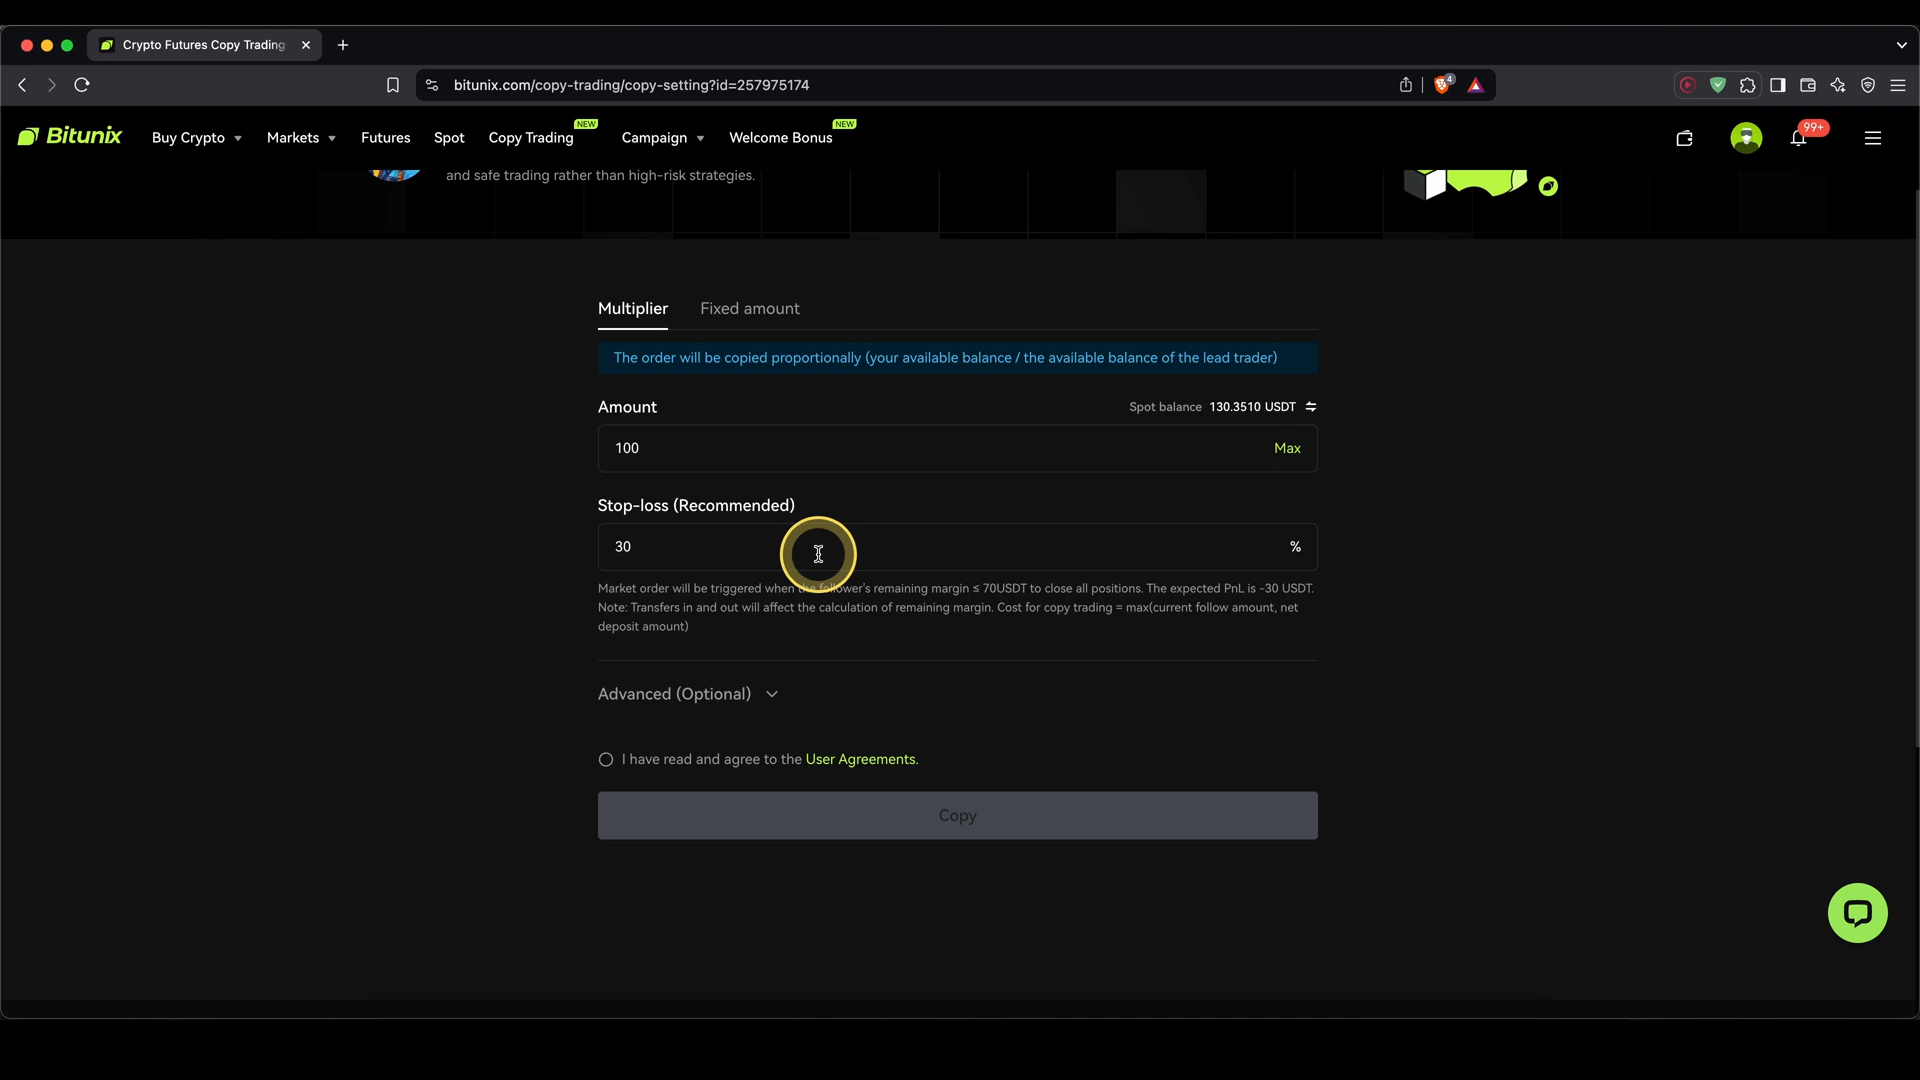 Crypto Futures Copy Trading
bitunix.com/copy-trading/copy-setting?id=257975174
4
Bitunix
Buy Crypto
Markets
Futures
Spot
Copy Trading
NEW
Campaign
Welcome Bonus
NEW
99+
and safe trading rather than high-risk strategies.
Multiplier
Fixed amount
The order will be copied proportionally (your available balance / the available balance of the lead trader)
Amount
Spot balance 130.3510 USDT
100
Max
Stop-loss (Recommended)
30
%
Market order will be triggered when the follower's remaining margin ≤ 70USDT to close all positions. The expected PnL is -30 USDT.
Note: Transfers in and out will affect the calculation of remaining margin. Cost for copy trading = max(current follow amount, net
deposit amount)
Advanced (Optional)
I have read and agree to the User Agreements.
Copy